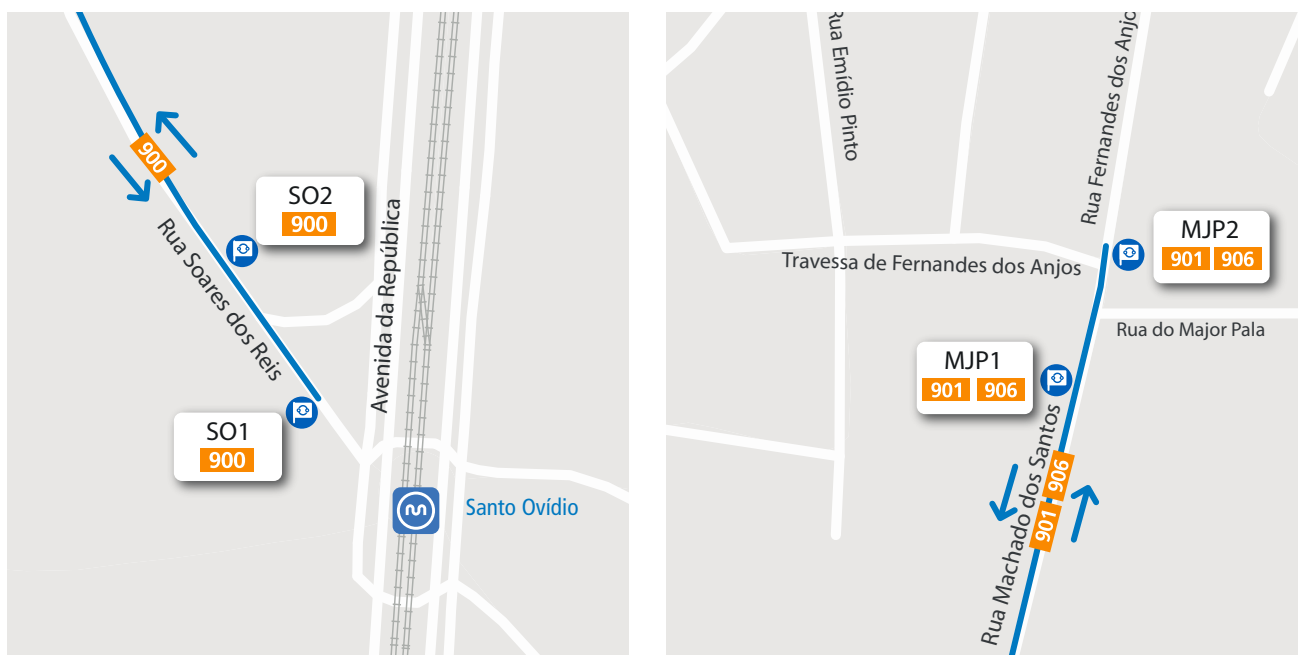 900
SO2
900
Rua Soares dos Reis
Avenida da República
SO1
900
Santo Ovídio
Rua Emídio Pinto
Rua Fernandes dos Anjo
MJP2
901 906
Travessa de Fernandes dos Anjos
Rua do Major Pala
MJP1
901 906
Rua Machado dos Santos
901 906